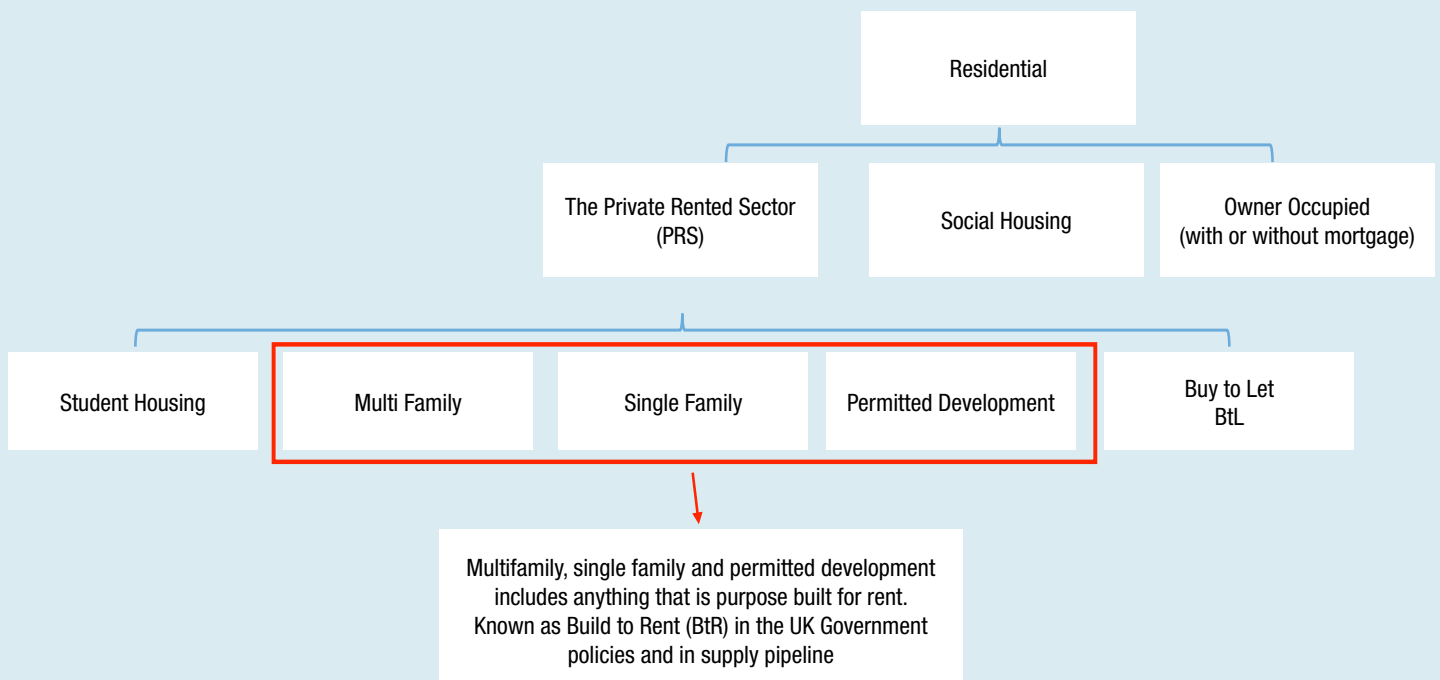 Residential
The Private Rented Sector
(PRS)
Social Housing
Owner Occupied
(with or without mortgage)
Student Housing
Multi Family
Single Family
Permitted Development
Buy to Let
BtL
Multifamily, single family and permitted development
includes anything that is purpose built for rent.
Known as Build to Rent (BtR) in the UK Government
policies and in supply pipeline